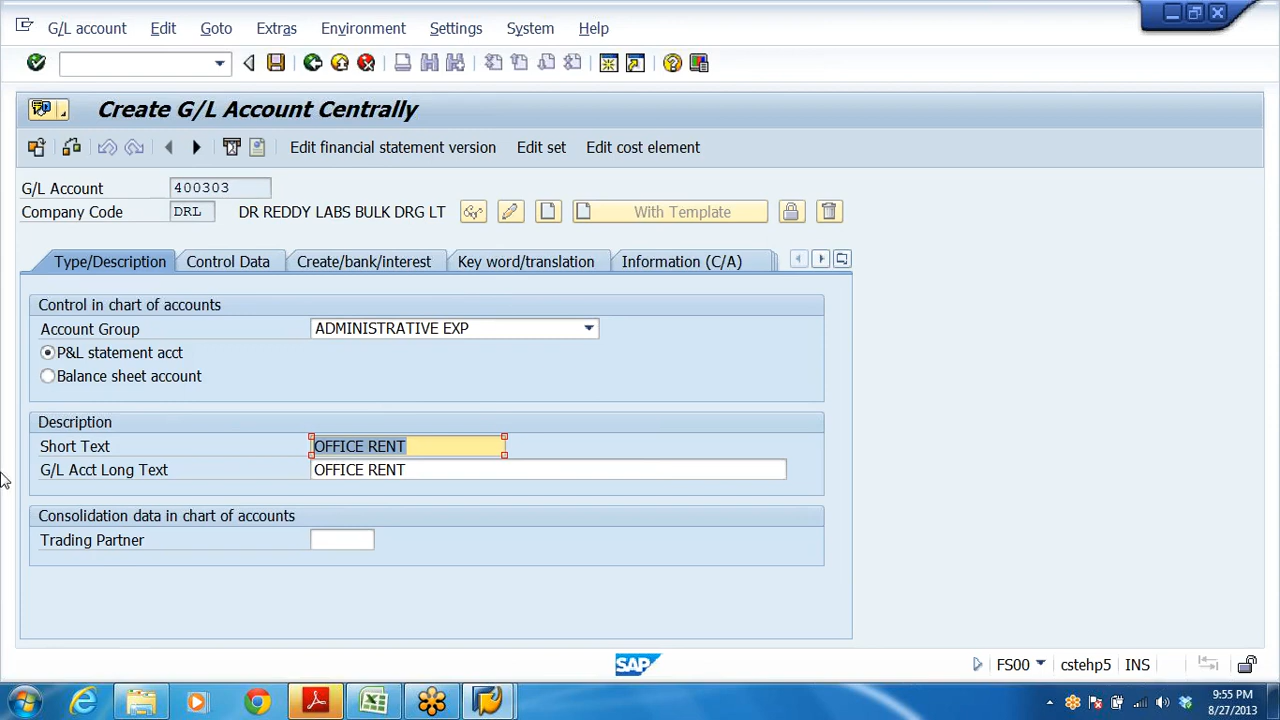 G/L account Edit Goto Extras Environment Settings System Help
Create G/L Account Centrally
Edit financial statement version Edit set Edit cost element
G/L Account 400303
Company Code DRL DR REDDY LABS BULK DRG LT With Template
Type/Description Control Data Create/bank/interest Key word/translation Information (C/A)
Control in chart of accounts
Account Group ADMINISTRATIVE EXP
P&L statement acct
Balance sheet account
Description
Short Text OFFICE RENT
G/L Acct Long Text OFFICE RENT
Consolidation data in chart of accounts
Trading Partner
SAP FS00 cstehp5 INS
9:55 PM
8/27/2013